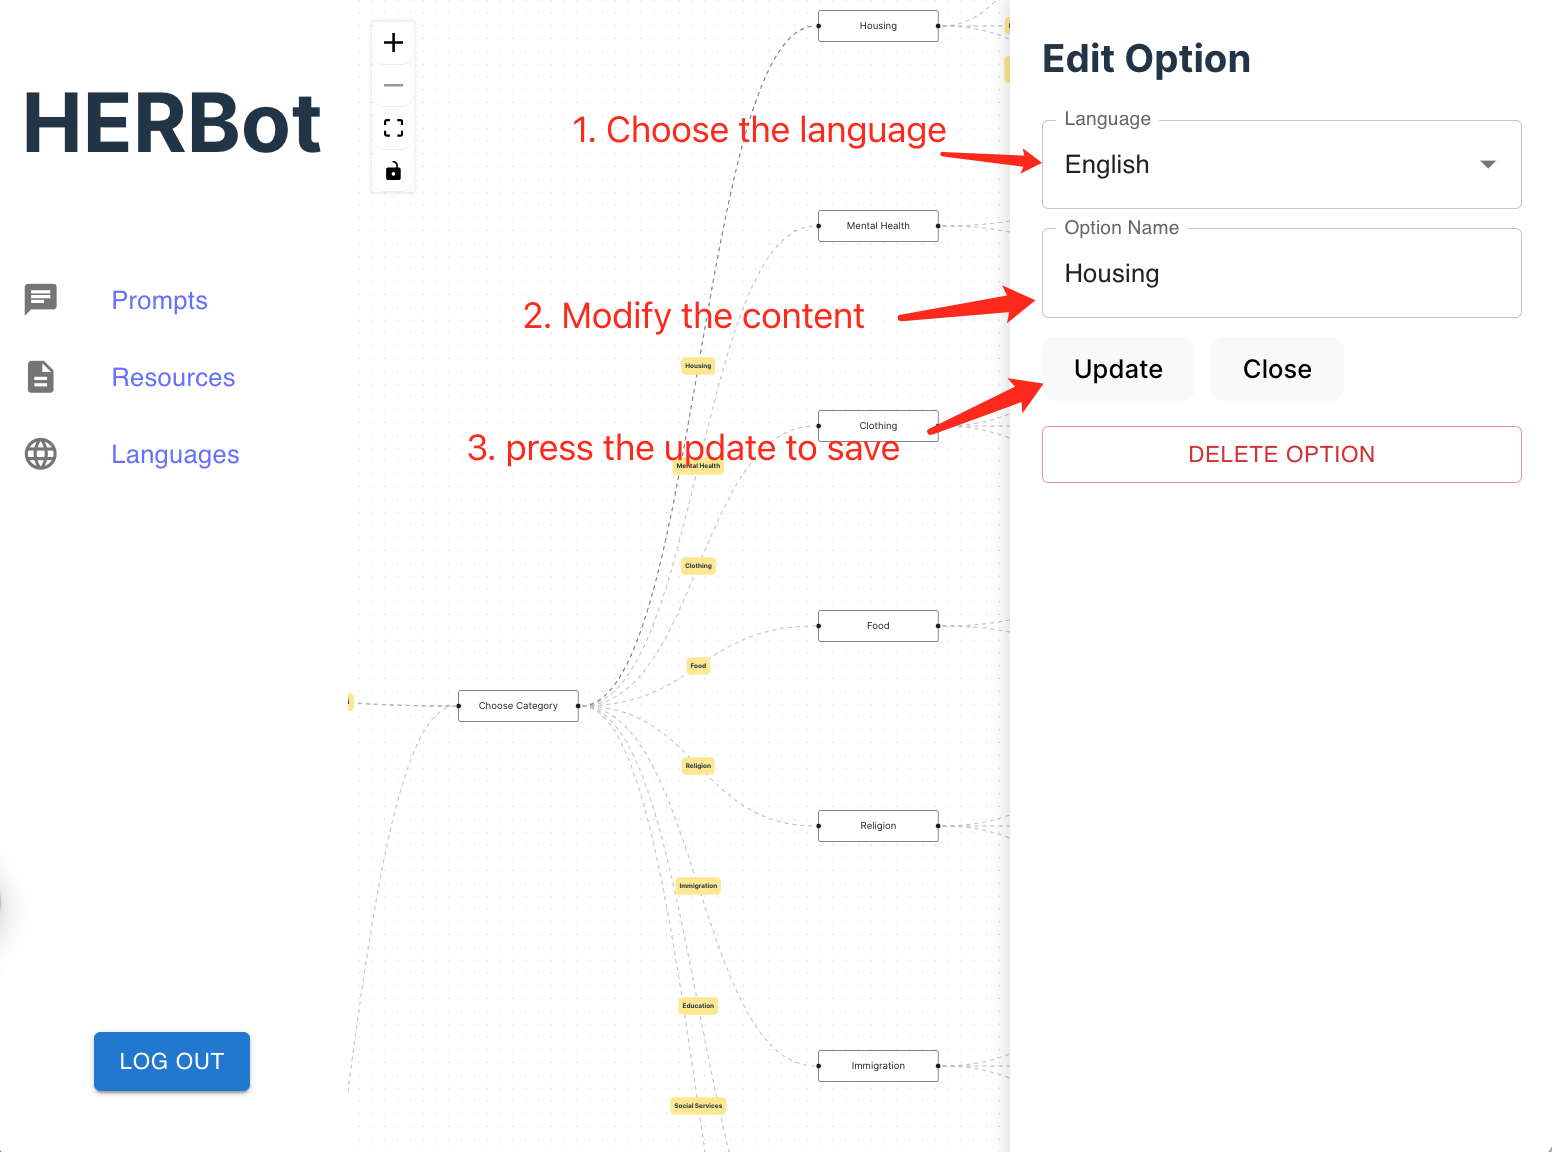 HERBot
Prompts
Resources
Languages
LOG OUT
Housing
1. Choose the language
Mental Health
2. Modify the content
Housing
Clothing
3. press the update to save
Mental Health
Clothing
Food
Food
Choose Category
Religion
Religion
Immigration
Education
Immigration
Social Services
Edit Option
Language
English
Option Name
Housing
Update
Close
DELETE OPTION